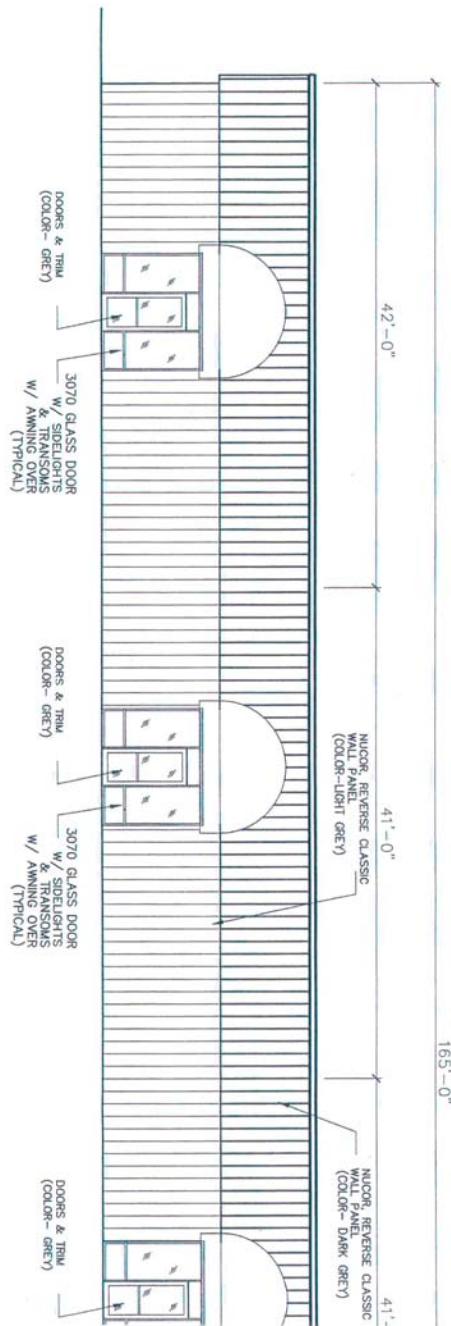 165'-0"
42'-0"
41'-0"
41'-
NUCOR, REVERSE CLASSIC
WALL PANEL
(COLOR-LIGHT GREY)
NUCOR, REVERSE CLASSIC
WALL PANEL
(COLOR- DARK GREY)
DOORS & TRIM
(COLOR- GREY)
3070 GLASS DOOR
W/ SIDELIGHTS
& TRANSOMS
W/ AWNING OVER
(TYPICAL)
DOORS & TRIM
(COLOR- GREY)
3070 GLASS DOOR
W/ SIDELIGHTS
& TRANSOMS
W/ AWNING OVER
(TYPICAL)
DOORS & TRIM
(COLOR- GREY)